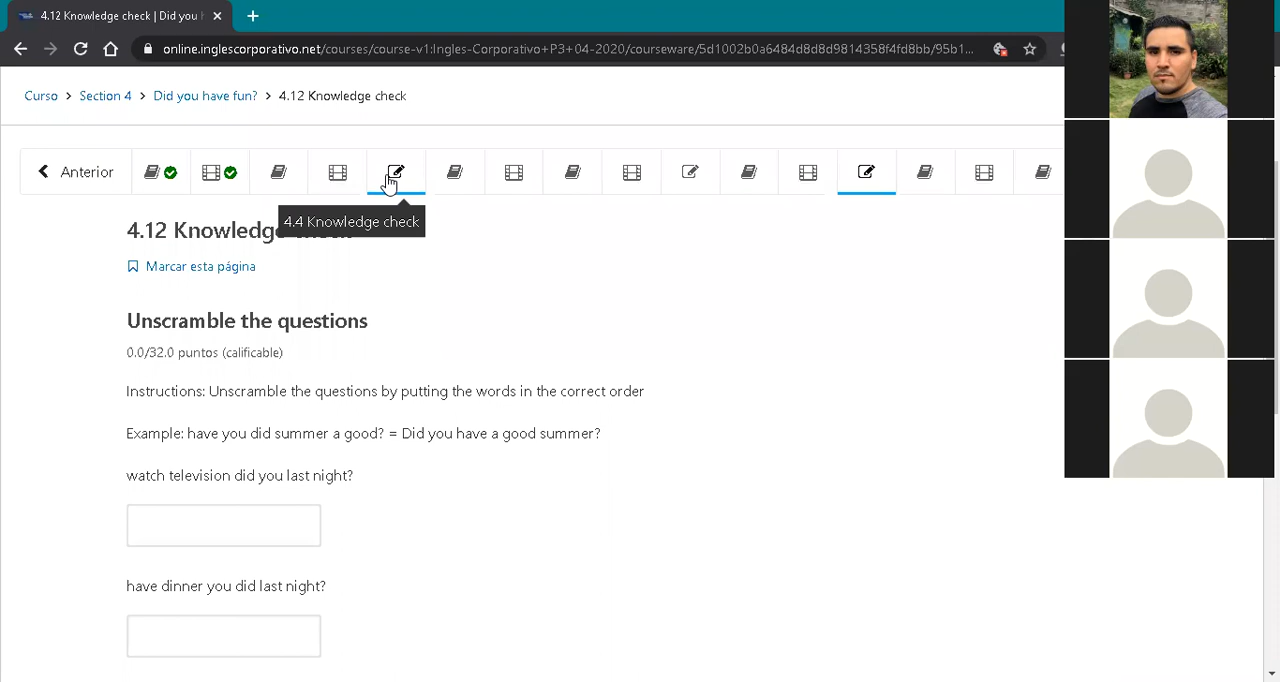 4.12 Knowledge check | Did you h
online.inglescorporativo.net/courses/course-v1:Ingles-Corporativo+P3+04-2020/courseware/5d1002b0a6484d8d8d9814358f4fd8bb/95b1...
Curso > Section 4 > Did you have fun? > 4.12 Knowledge check
Anterior
4.4 Knowledge check
4.12 Knowledg
Marcar esta página
Unscramble the questions
0.0/32.0 puntos (calificable)
Instructions: Unscramble the questions by putting the words in the correct order
Example: have you did summer a good? = Did you have a good summer?
watch television did you last night?
have dinner you did last night?